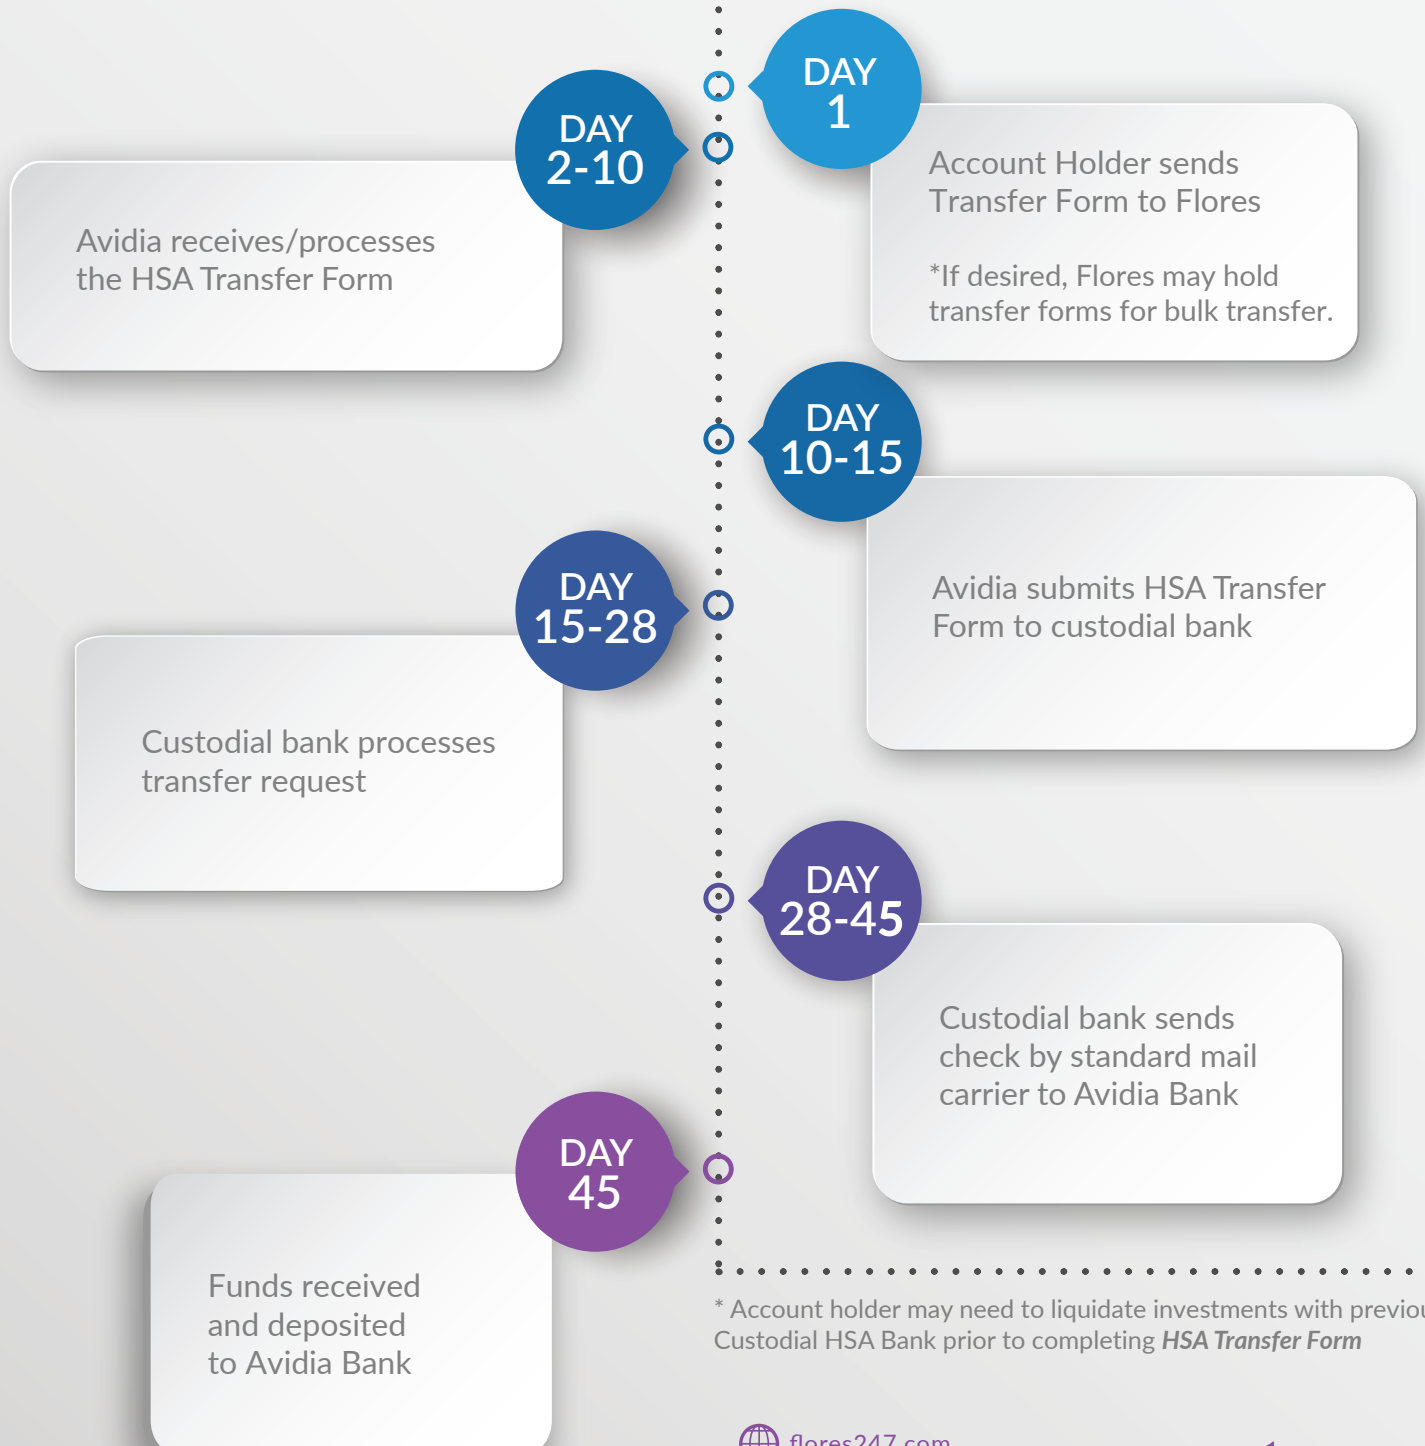 DAY
1
Account Holder sends
Transfer Form to Flores
*If desired, Flores may hold
transfer forms for bulk transfer.
DAY
2-10
Avidia receives/processes
the HSA Transfer Form
DAY
10-15
Avidia submits HSA Transfer
Form to custodial bank
DAY
15-28
Custodial bank processes
transfer request
DAY
28-45
Custodial bank sends
check by standard mail
carrier to Avidia Bank
DAY
45
Funds received
and deposited
to Avidia Bank
* Account holder may need to liquidate investments with previou
Custodial HSA Bank prior to completing HSA Transfer Form
flores247.com